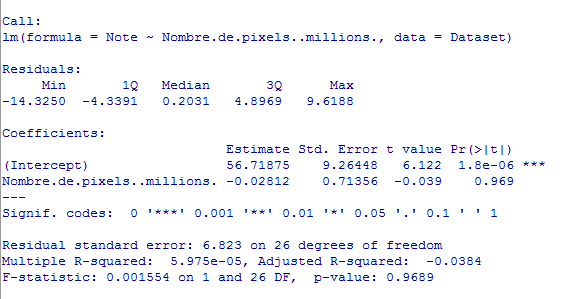 Call:
lm(formula = Note ~ Nombre.de.pixels..millions., data = Dataset)
Residuals:
Min 1Q Median 3Q Max
-14.3250 -4.3391 0.2031 4.8969 9.6188
Coefficients:
Estimate Std. Error t value Pr(>|t|)
(Intercept) 56.71875 9.26448 6.122 1.8e-06 ***
Nombre.de.pixels..millions. -0.02812 0.71356 -0.039 0.969
---
Signif. codes: 0 '***' 0.001 '**' 0.01 '*' 0.05 '.' 0.1 ' ' 1
Residual standard error: 6.823 on 26 degrees of freedom
Multiple R-squared: 5.975e-05, Adjusted R-squared: -0.0384
F-statistic: 0.001554 on 1 and 26 DF, p-value: 0.9689